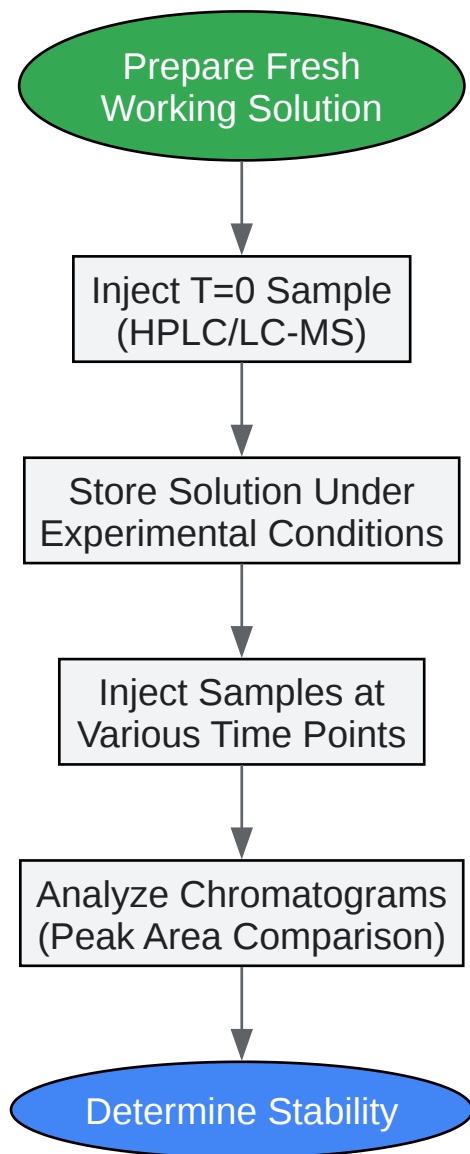 Prepare Fresh
Working Solution
Inject T=0 Sample
(HPLC/LC-MS)
Store Solution Under
Experimental Conditions
Inject Samples at
Various Time Points
Analyze Chromatograms
(Peak Area Comparison)
Determine Stability